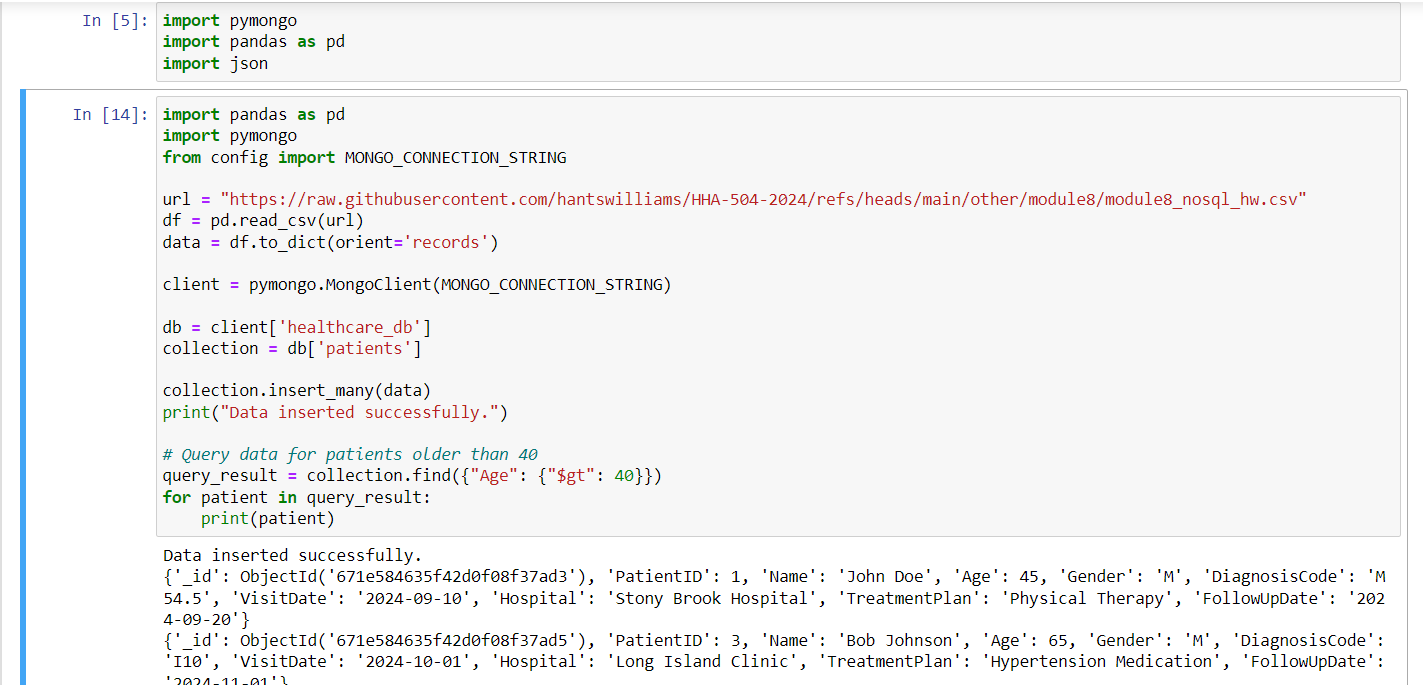 In [5]: import pymongo
import pandas as pd
import json
In [14]: import pandas as pd
import pymongo
from config import MONGO_CONNECTION_STRING
url = "https://raw.githubusercontent.com/hantswilliams/HHA-504-2024/refs/heads/main/other/module8/module8_nosql_hw.csv"
df = pd.read_csv(url)
data = df.to_dict(orient='records')
client = pymongo.MongoClient(MONGO_CONNECTION_STRING)
db = client['healthcare_db']
collection = db['patients']
collection.insert_many(data)
print("Data inserted successfully.")
# Query data for patients older than 40
query_result = collection.find({"Age": {"$gt": 40}})
for patient in query_result:
    print(patient)
Data inserted successfully.
{'_id': ObjectId('671e584635f42d0f08f37ad3'), 'PatientID': 1, 'Name': 'John Doe', 'Age': 45, 'Gender': 'M', 'DiagnosisCode': 'M
54.5', 'VisitDate': '2024-09-10', 'Hospital': 'Stony Brook Hospital', 'TreatmentPlan': 'Physical Therapy', 'FollowUpDate': '202
4-09-20'}
{'_id': ObjectId('671e584635f42d0f08f37ad5'), 'PatientID': 3, 'Name': 'Bob Johnson', 'Age': 65, 'Gender': 'M', 'DiagnosisCode':
'I10', 'VisitDate': '2024-10-01', 'Hospital': 'Long Island Clinic', 'TreatmentPlan': 'Hypertension Medication', 'FollowUpDate':
'2024-11-01'}